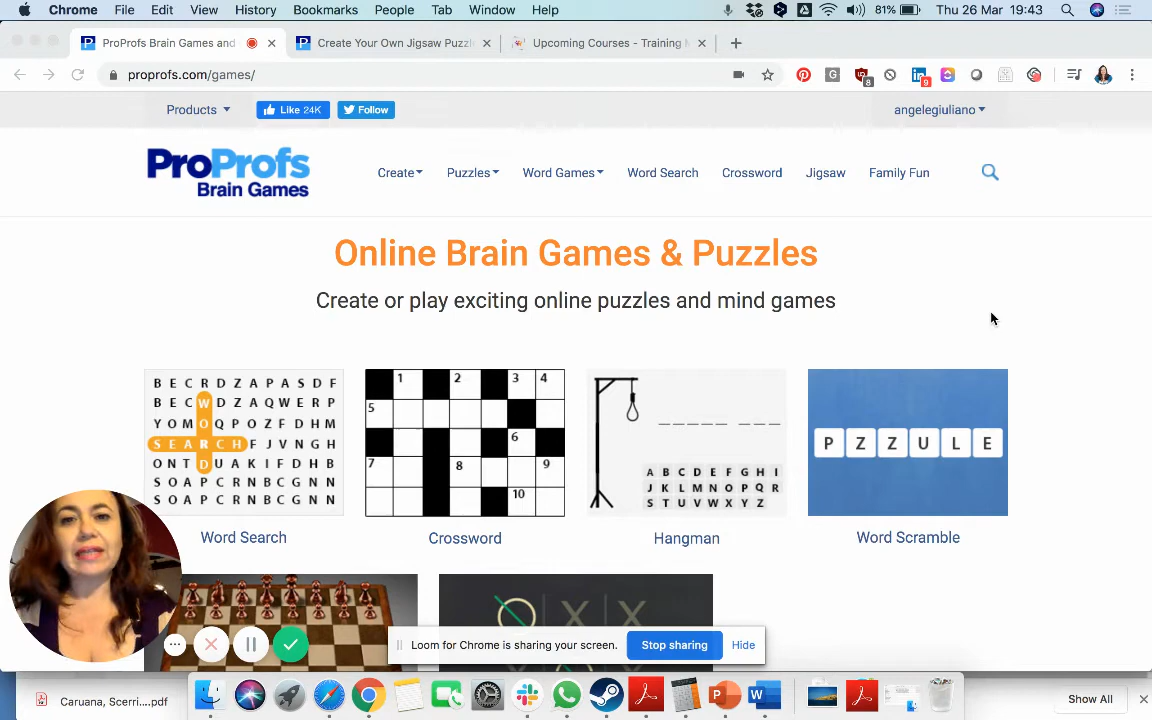 Chrome File Edit View History Bookmarks People Tab Window Help 81% Thu 26 Mar 19:43
ProProfs Brain Games and
Create Your Own Jigsaw Puzzl
Upcoming Courses - Training
proprofs.com/games/
8
9
Products
Like 24K
Follow
angelegiuliano
ProProfs
Brain Games
Create Puzzles Word Games Word Search Crossword Jigsaw Family Fun
Online Brain Games & Puzzles
Create or play exciting online puzzles and mind games
B E C R D Z A P A S D F
B E C W D Z A Q W E R P
Y O M O Q P O Z F D H M
S E A R C H F J V N G H
O N T D U A K I F D H B
S O A P C R N B C G N N
S O A P C R N B C G N N
1 2 3 4
5
6
7 8 9
10
A B C D E F G H I
J K L M N O P Q R
S T U V W X Y Z
P Z Z U L E
Word Search
Crossword
Hangman
Word Scramble
O X X
Loom for Chrome is sharing your screen.
Stop sharing
Hide
Caruana, Scerri....pdf
Show All